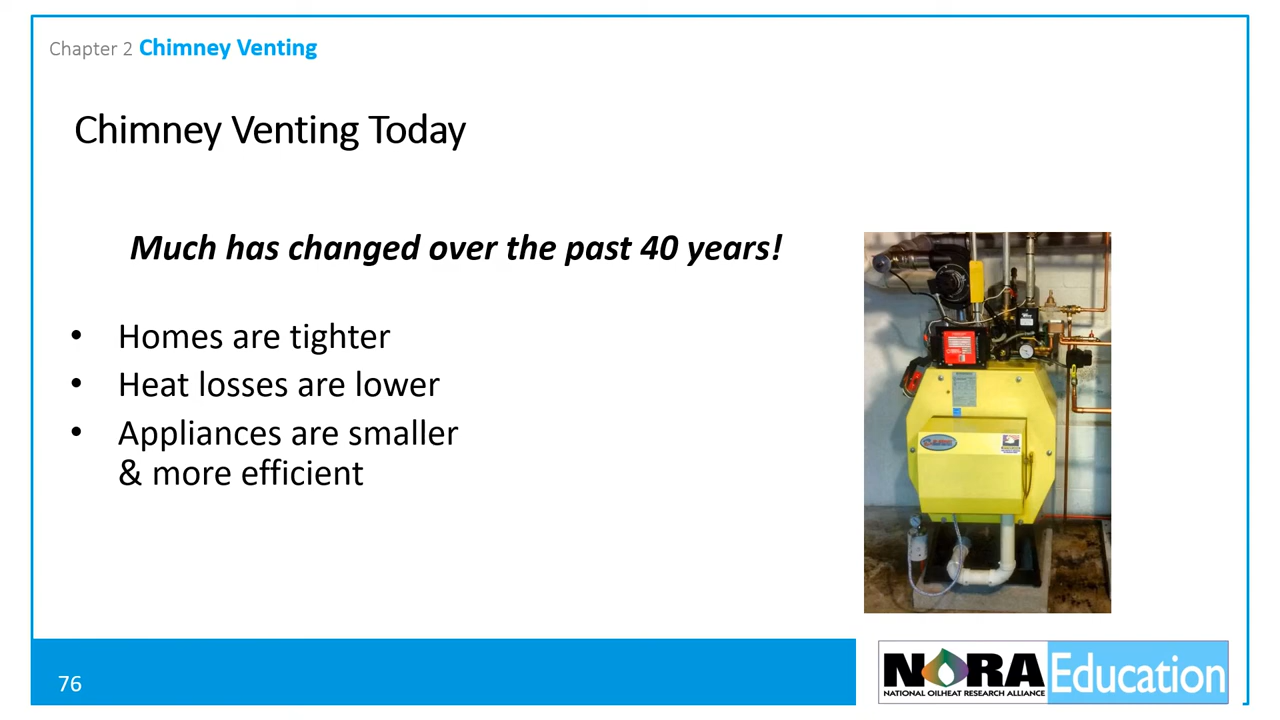 Chapter 2 Chimney Venting
Chimney Venting Today
Much has changed over the past 40 years!
• Homes are tighter
• Heat losses are lower
• Appliances are smaller
& more efficient
76
NORA Education
NATIONAL OILHEAT RESEARCH ALLIANCE